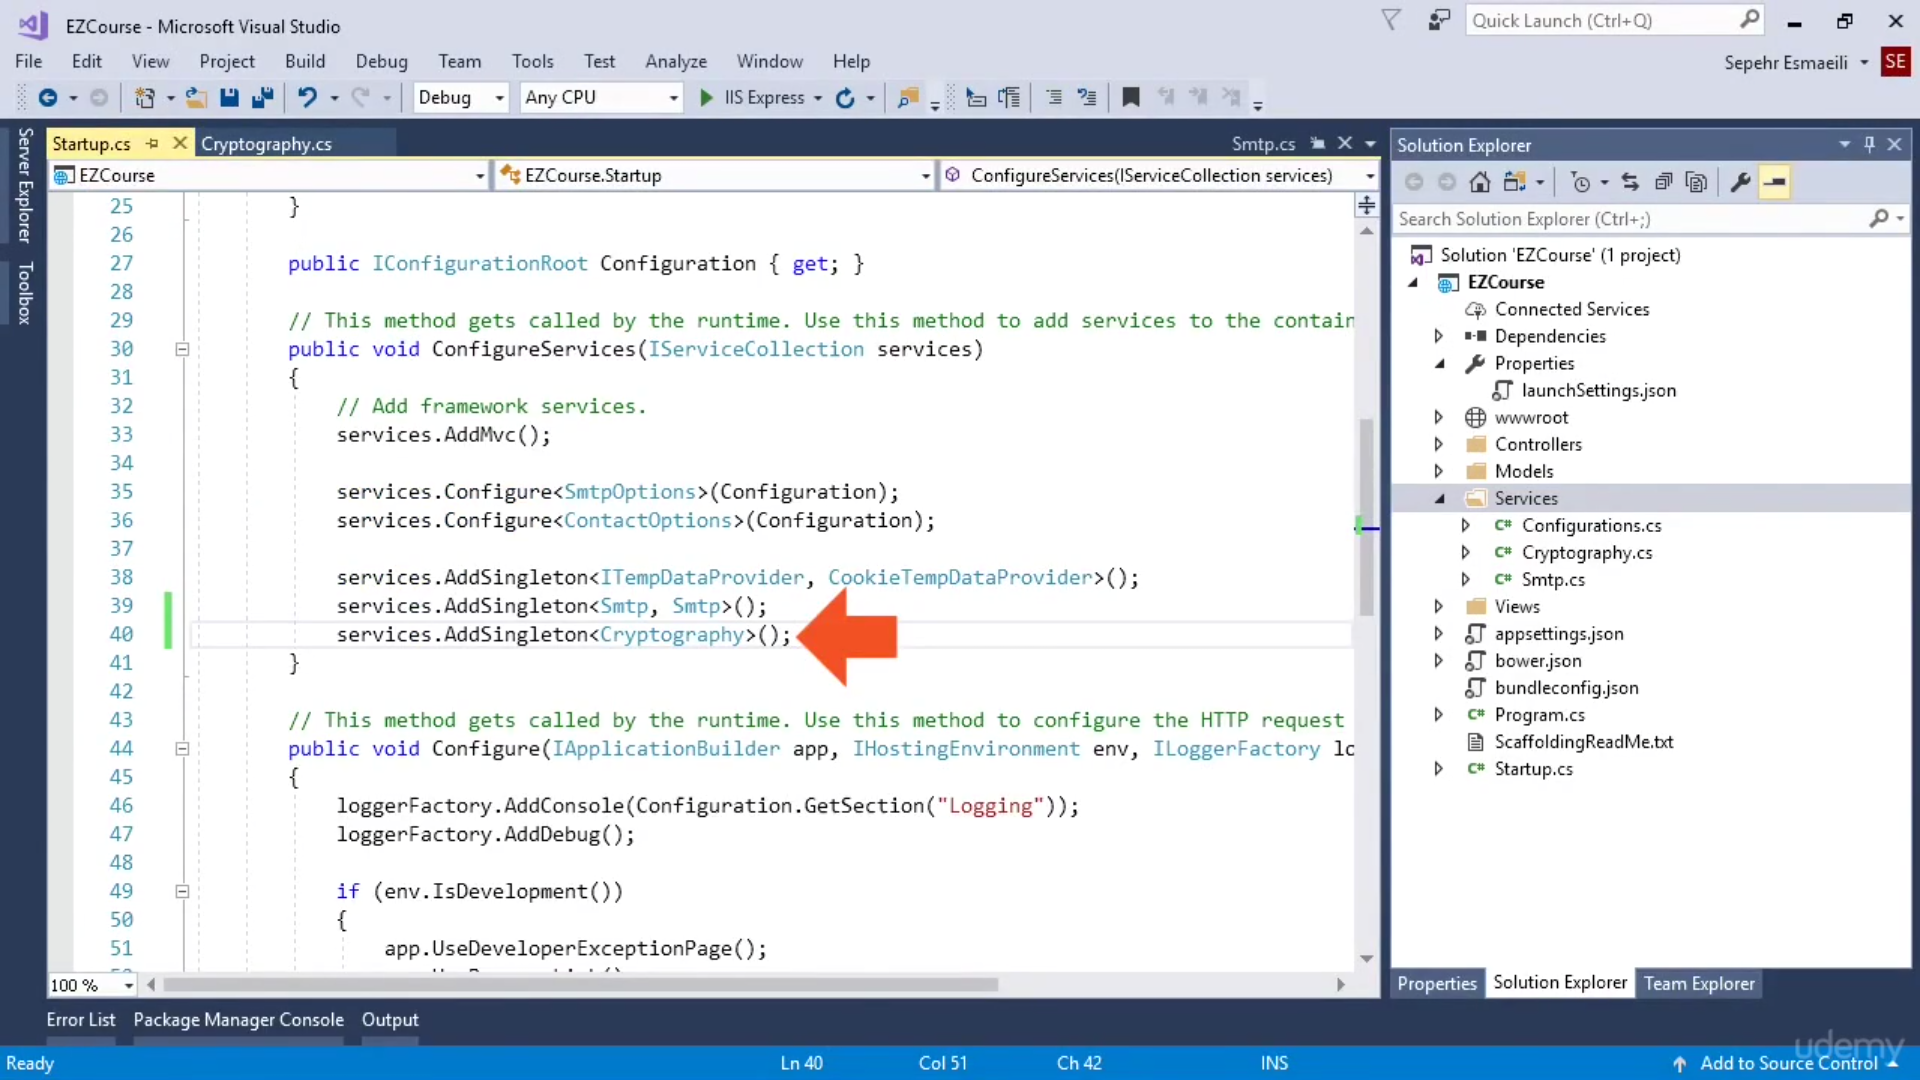 EZCourse - Microsoft Visual Studio
Quick Launch (Ctrl+Q)
File Edit View Project Build Debug Team Tools Test Analyze Window Help
Sepehr Esmaeili SE
Debug Any CPU IIS Express
Server Explorer
Toolbox
Startup.cs Cryptography.cs Smtp.cs
EZCourse EZCourse.Startup ConfigureServices(IServiceCollection services)
25 }
26
27 public IConfigurationRoot Configuration { get; }
28
29 // This method gets called by the runtime. Use this method to add services to the contain
30 public void ConfigureServices(IServiceCollection services)
31 {
32 // Add framework services.
33 services.AddMvc();
34
35 services.Configure<SmtpOptions>(Configuration);
36 services.Configure<ContactOptions>(Configuration);
37
38 services.AddSingleton<ITempDataProvider, CookieTempDataProvider>();
39 services.AddSingleton<Smtp, Smtp>();
40 services.AddSingleton<Cryptography>();
41 }
42
43 // This method gets called by the runtime. Use this method to configure the HTTP request
44 public void Configure(IApplicationBuilder app, IHostingEnvironment env, ILoggerFactory lo
45 {
46 loggerFactory.AddConsole(Configuration.GetSection("Logging"));
47 loggerFactory.AddDebug();
48
49 if (env.IsDevelopment())
50 {
51 app.UseDeveloperExceptionPage();
100 %
Solution Explorer
Search Solution Explorer (Ctrl+;)
Solution 'EZCourse' (1 project)
EZCourse
Connected Services
Dependencies
Properties
launchSettings.json
wwwroot
Controllers
Models
Services
C# Configurations.cs
C# Cryptography.cs
C# Smtp.cs
Views
appsettings.json
bower.json
bundleconfig.json
C# Program.cs
ScaffoldingReadMe.txt
C# Startup.cs
Properties Solution Explorer Team Explorer
Error List Package Manager Console Output
Ready Ln 40 Col 51 Ch 42 INS Add to Source Control
udemy